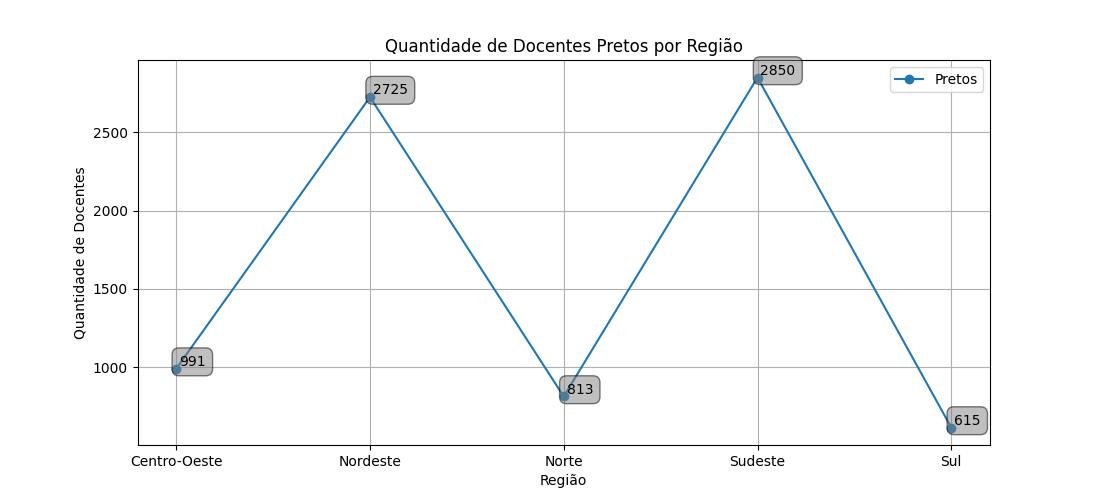 Quantidade de Docentes Pretos por Região
2850
Pretos
2725
2500
2000
1500
1000
991
813
615
Quantidade de Docentes
Centro-Oeste
Nordeste
Norte
Sudeste
Sul
Região